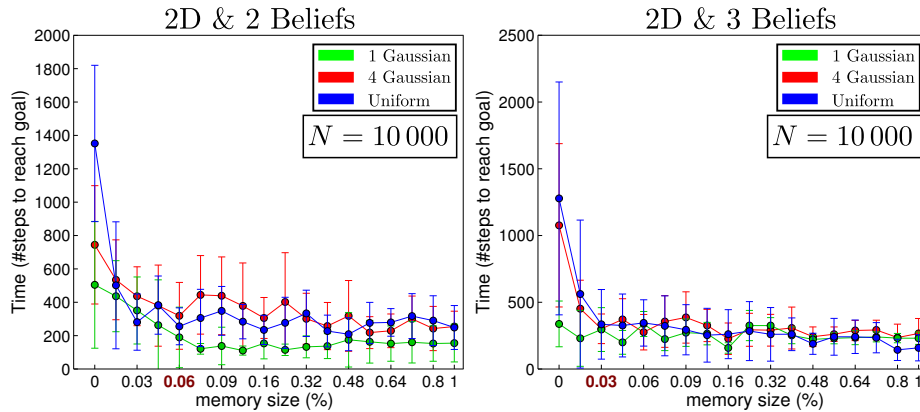 2D & 2 Beliefs
2000
1800
1600
1400
1200
1000
800
600
400
200
0
Time (#steps to reach goal)
1 Gaussian
4 Gaussian
Uniform
N = 10 000
0 0.03 0.06 0.09 0.16 0.32 0.48 0.64 0.8 1
memory size (%)
2D & 3 Beliefs
2500
2000
1500
1000
500
0
Time (#steps to reach goal)
1 Gaussian
4 Gaussian
Uniform
N = 10 000
0 0.03 0.06 0.09 0.16 0.32 0.48 0.64 0.8 1
memory size (%)